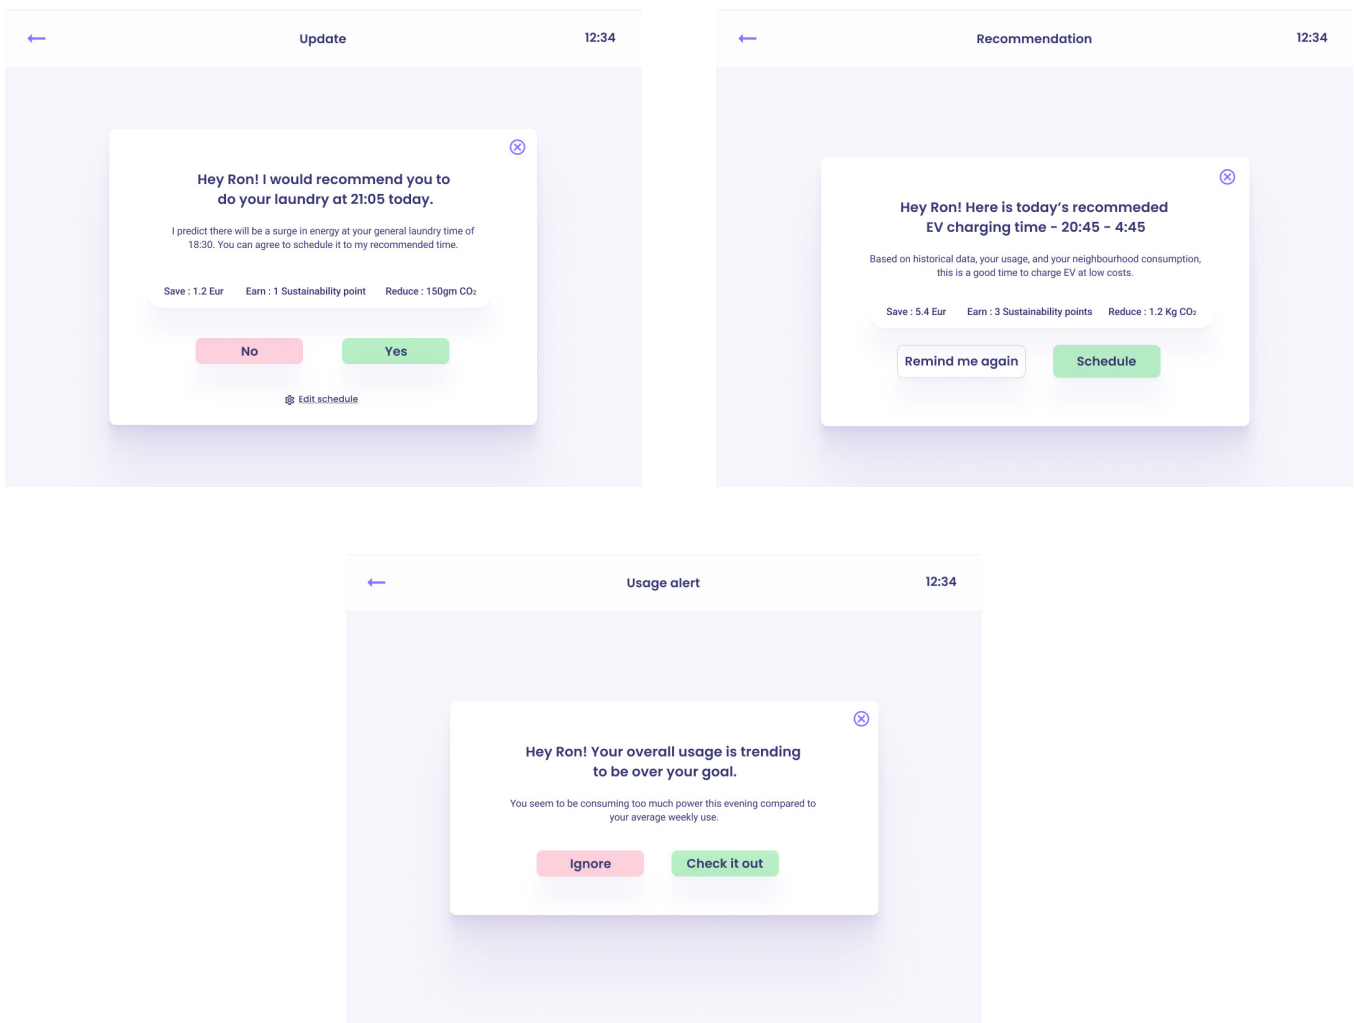 Update
12:34
Hey Ron! I would recommend you to
do your laundry at 21:05 today.
I predict there will be a surge in energy at your general laundry time of
18:30. You can agree to schedule it to my recommended time.
Save : 1.2 Eur Earn : 1 Sustainability point Reduce : 150gm CO₂
No Yes
Edit schedule
Recommendation
12:34
Hey Ron! Here is today's recommeded
EV charging time - 20:45 - 4:45
Based on historical data, your usage, and your neighbourhood consumption,
this is a good time to charge EV at low costs.
Save : 5.4 Eur Earn : 3 Sustainability points Reduce : 1.2 Kg CO₂
Remind me again Schedule
Usage alert
12:34
Hey Ron! Your overall usage is trending
to be over your goal.
You seem to be consuming too much power this evening compared to
your average weekly use.
Ignore Check it out